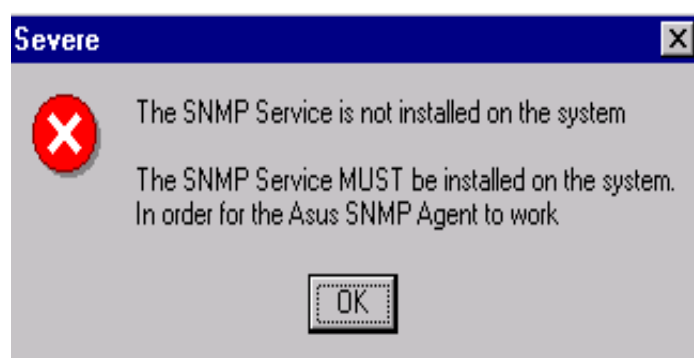 Severe
The SNMP Service is not installed on the system
The SNMP Service MUST be installed on the system.
In order for the Asus SNMP Agent to work
OK